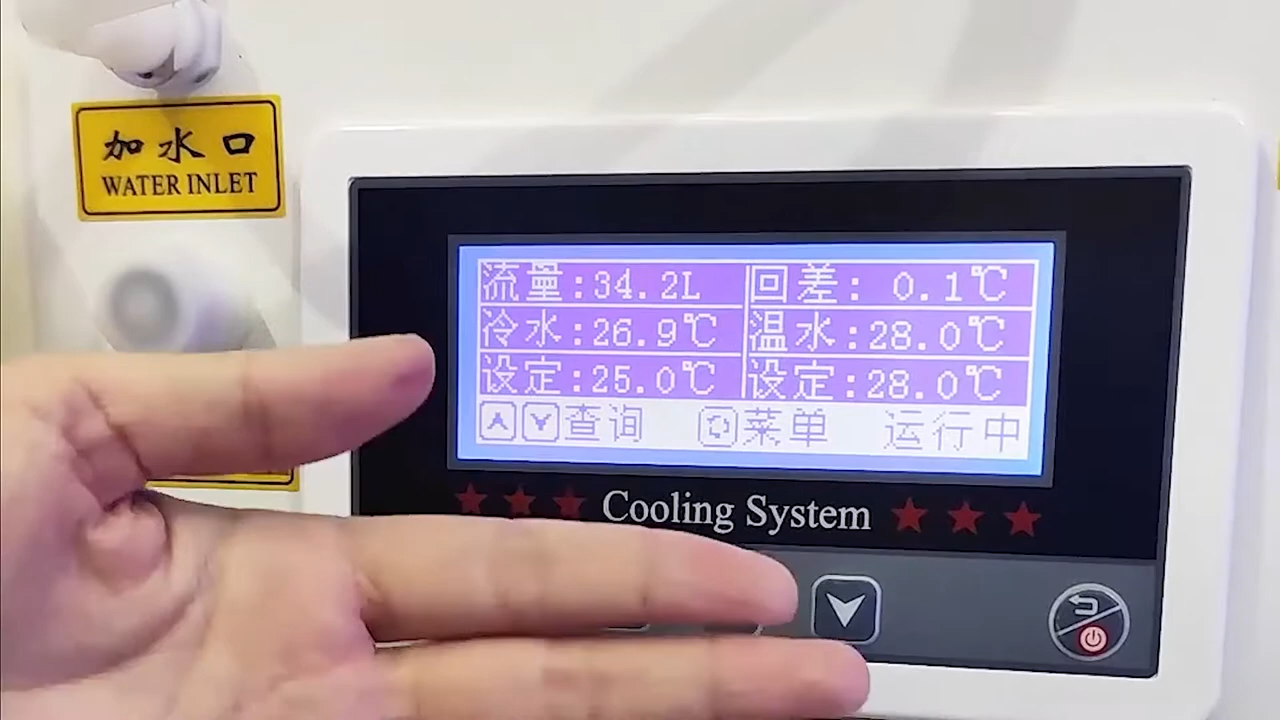 加水口
WATER INLET
流量:34.2L 回差: 0.1℃
冷水:26.9℃ 温水:28.0℃
设定:25.0℃ 设定:28.0℃
查询 菜单 运行中
Cooling System